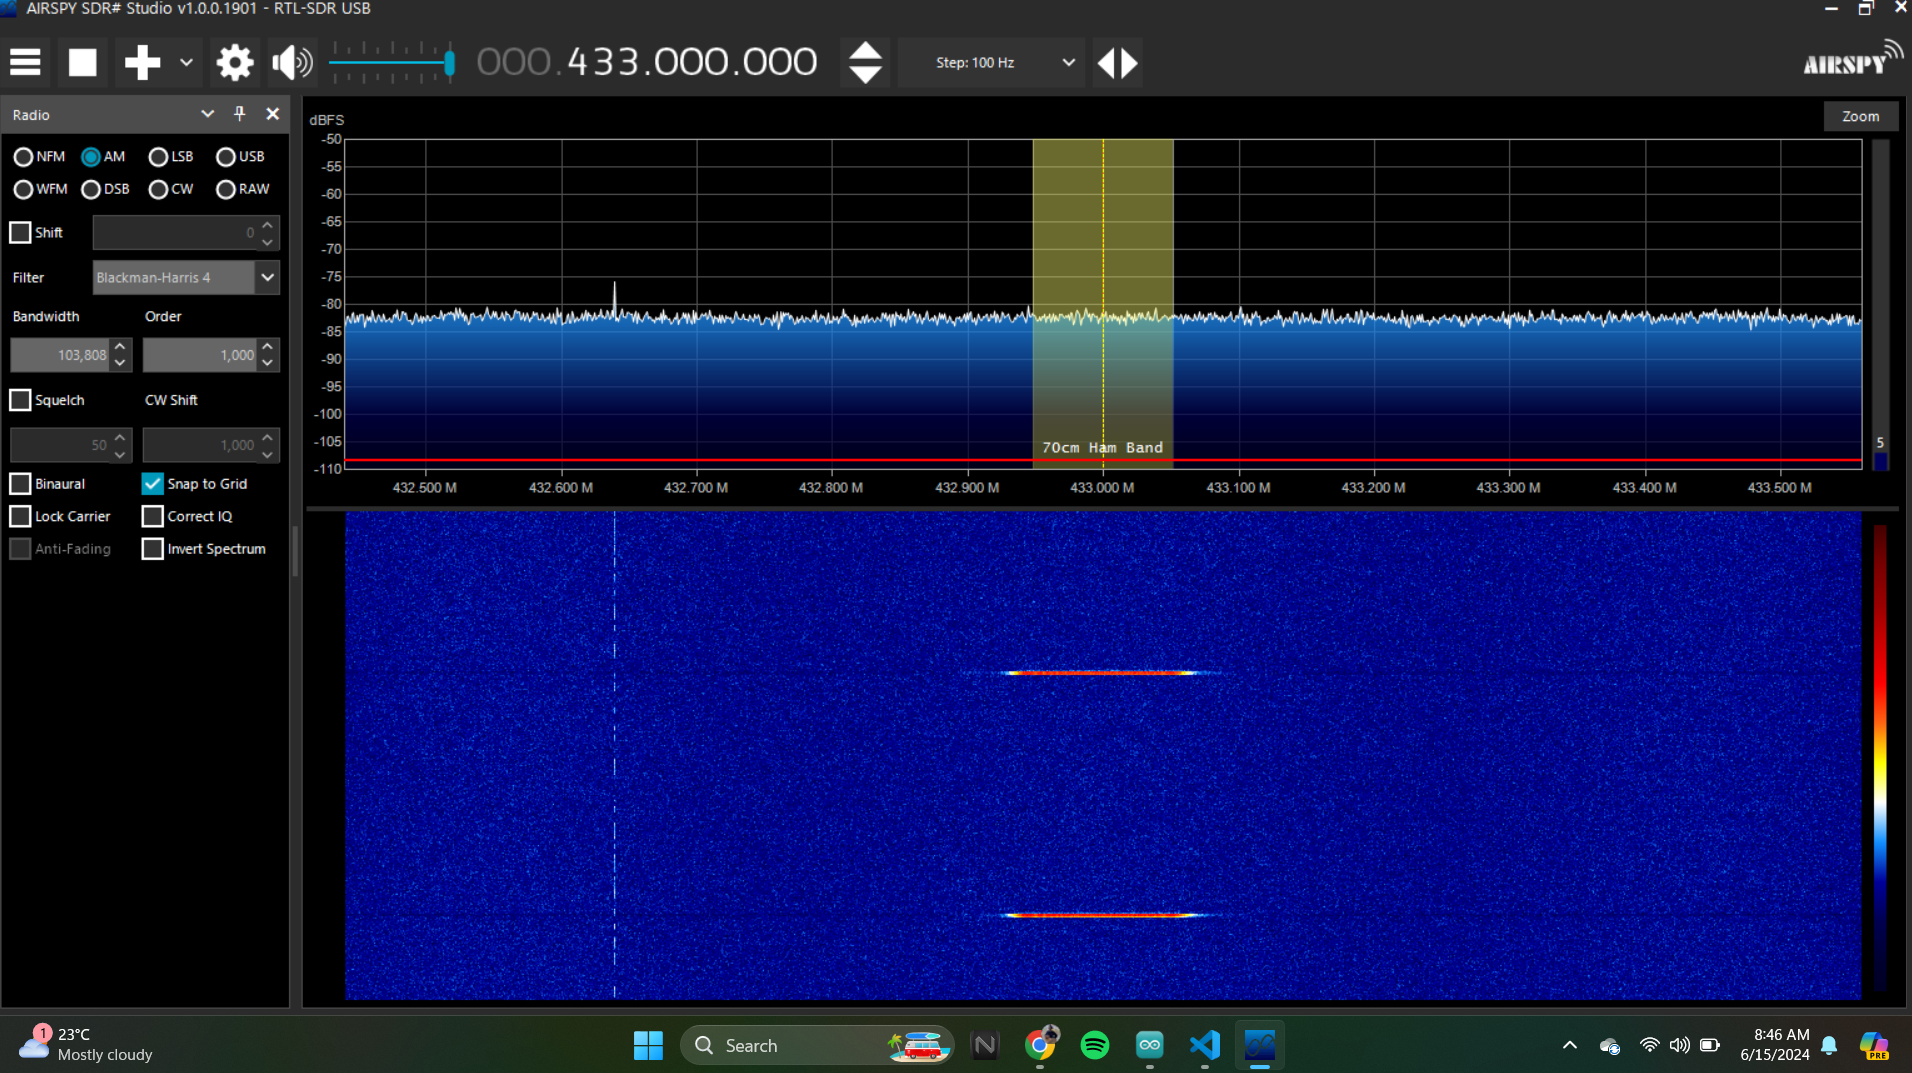 AIRSPY SDR# Studio v1.0.0.1901 - RTL-SDR USB
000.433.000.000
Step: 100 Hz
AIRSPY
Radio
NFM AM LSB USB
WFM DSB CW RAW
Shift 0
Filter Blackman-Harris 4
Bandwidth Order
103,808 1,000
Squelch CW Shift
50 1,000
Binaural Snap to Grid
Lock Carrier Correct IQ
Anti-Fading Invert Spectrum
dBFS
Zoom
-50
-55
-60
-65
-70
-75
-80
-85
-90
-95
-100
-105
-110
70cm Ham Band
5
432.500 M 432.600 M 432.700 M 432.800 M 432.900 M 433.000 M 433.100 M 433.200 M 433.300 M 433.400 M 433.500 M
1
23°C
Mostly cloudy
Search
N
8:46 AM
6/15/2024
PRE